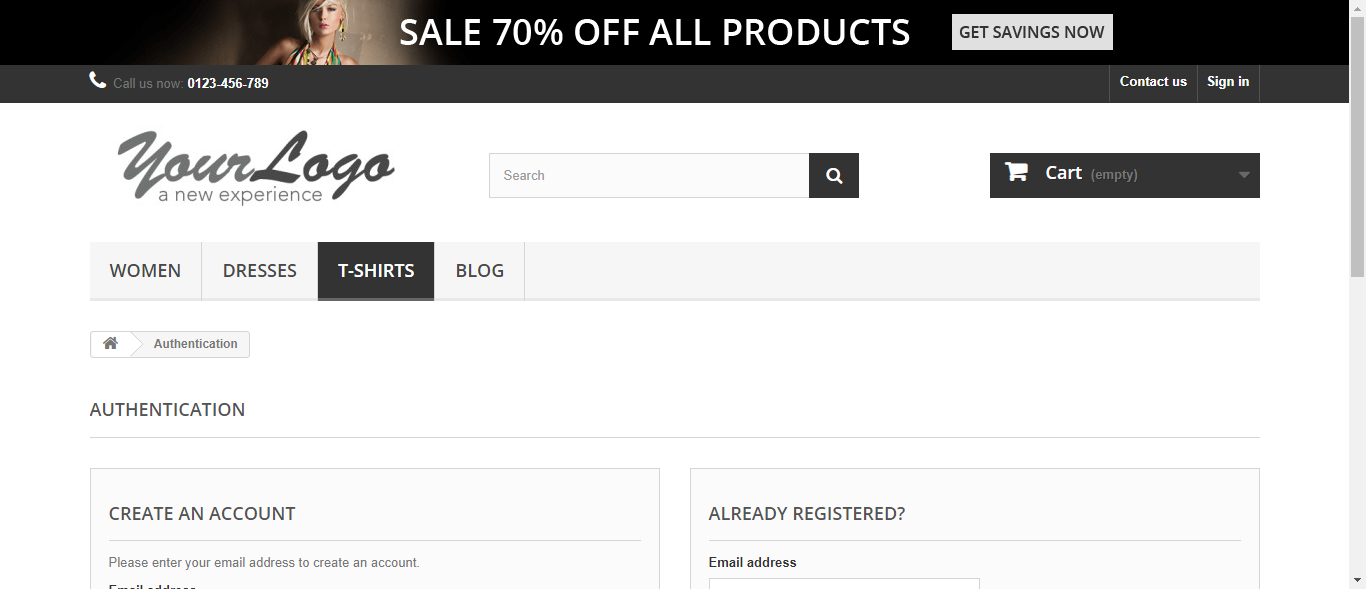 SALE 70% OFF ALL PRODUCTS GET SAVINGS NOW
Call us now: 0123-456-789 Contact us Sign in
YourLogo
a new experience
Search
Cart (empty)
WOMEN DRESSES T-SHIRTS BLOG
Authentication
AUTHENTICATION
CREATE AN ACCOUNT
Please enter your email address to create an account.
Email address
ALREADY REGISTERED?
Email address